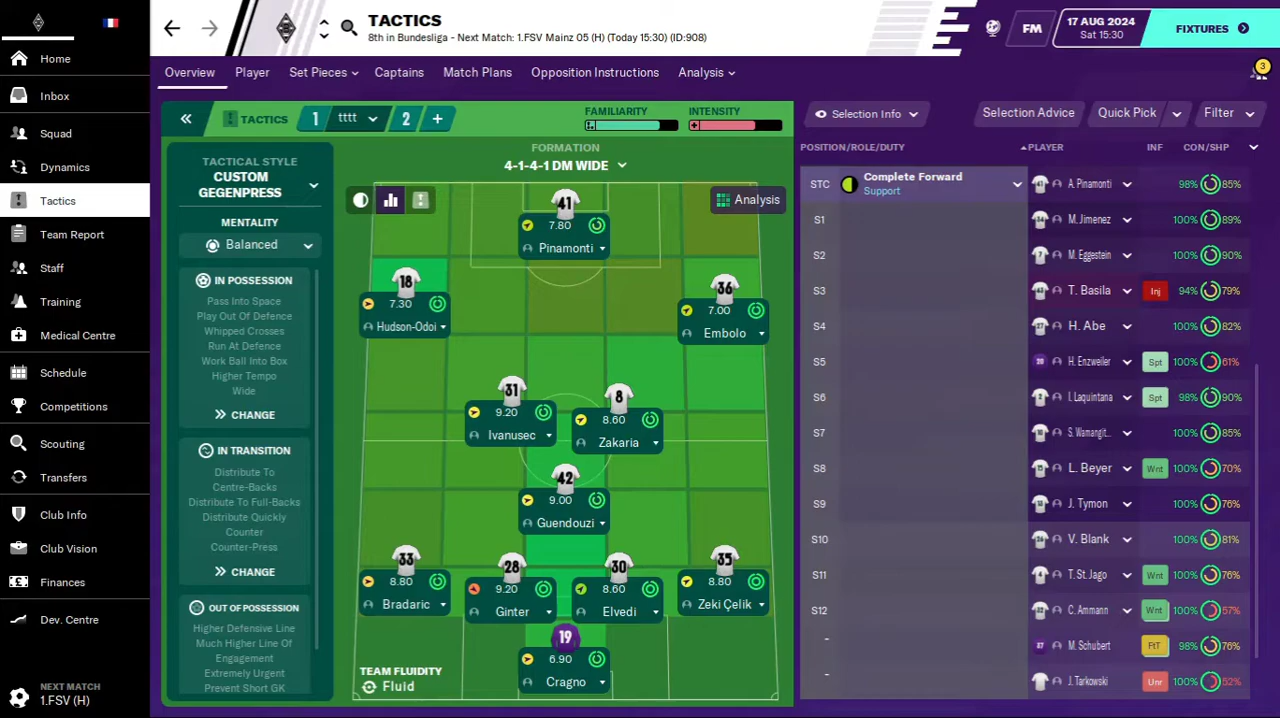 TACTICS
8th in Bundesliga - Next Match: 1.FSV Mainz 05 (H) (Today 15:30) (ID:908)
FM
17 AUG 2024
Sat 15:30
FIXTURES
3
Home
Inbox
Squad
Dynamics
Tactics
Team Report
Staff
Training
Medical Centre
Schedule
Competitions
Scouting
Transfers
Club Info
Club Vision
Finances
Dev. Centre
NEXT MATCH
1.FSV (H)
Overview Player Set Pieces Captains Match Plans Opposition Instructions Analysis
TACTICS 1 tttt 2 +
FAMILIARITY
INTENSITY
TACTICAL STYLE
CUSTOM
GEGENPRESS
MENTALITY
Balanced
IN POSSESSION
Pass Into Space
Play Out Of Defence
Whipped Crosses
Run At Defence
Work Ball Into Box
Higher Tempo
Wide
CHANGE
IN TRANSITION
Distribute To
Centre-Backs
Distribute To Full-Backs
Distribute Quickly
Counter
Counter-Press
CHANGE
OUT OF POSSESSION
Higher Defensive Line
Much Higher Line Of
Engagement
Extremely Urgent
Prevent Short GK
FORMATION
4-1-4-1 DM WIDE
Analysis
41
7.80
Pinamonti
18
7.30
Hudson-Odoi
36
7.00
Embolo
31
9.20
Ivanusec
8
8.60
Zakaria
42
9.00
Guendouzi
33
8.80
Bradaric
28
9.20
Ginter
30
8.60
Elvedi
35
8.80
Zeki Çelik
19
6.90
Cragno
TEAM FLUIDITY
Fluid
Selection Info Selection Advice Quick Pick Filter
POSITION/ROLE/DUTY PLAYER INF CON/SHP
STC Complete Forward Support A. Pinamonti 98% 85%
S1 M. Jimenez 100% 89%
S2 M. Eggestein 100% 90%
S3 T. Basila Inj 94% 79%
S4 H. Abe 100% 82%
S5 H. Enzweiler Spt 100% 61%
S6 I. Laquintana Spt 98% 90%
S7 S. Wamangit... 100% 85%
S8 L. Beyer Wnt 100% 70%
S9 J. Tymon 100% 76%
S10 V. Blank 100% 81%
S11 T. St.Jago Wnt 100% 76%
S12 C. Ammann Wnt 100% 57%
- M. Schubert FtT 98% 76%
- J. Tarkowski Unr 100% 52%